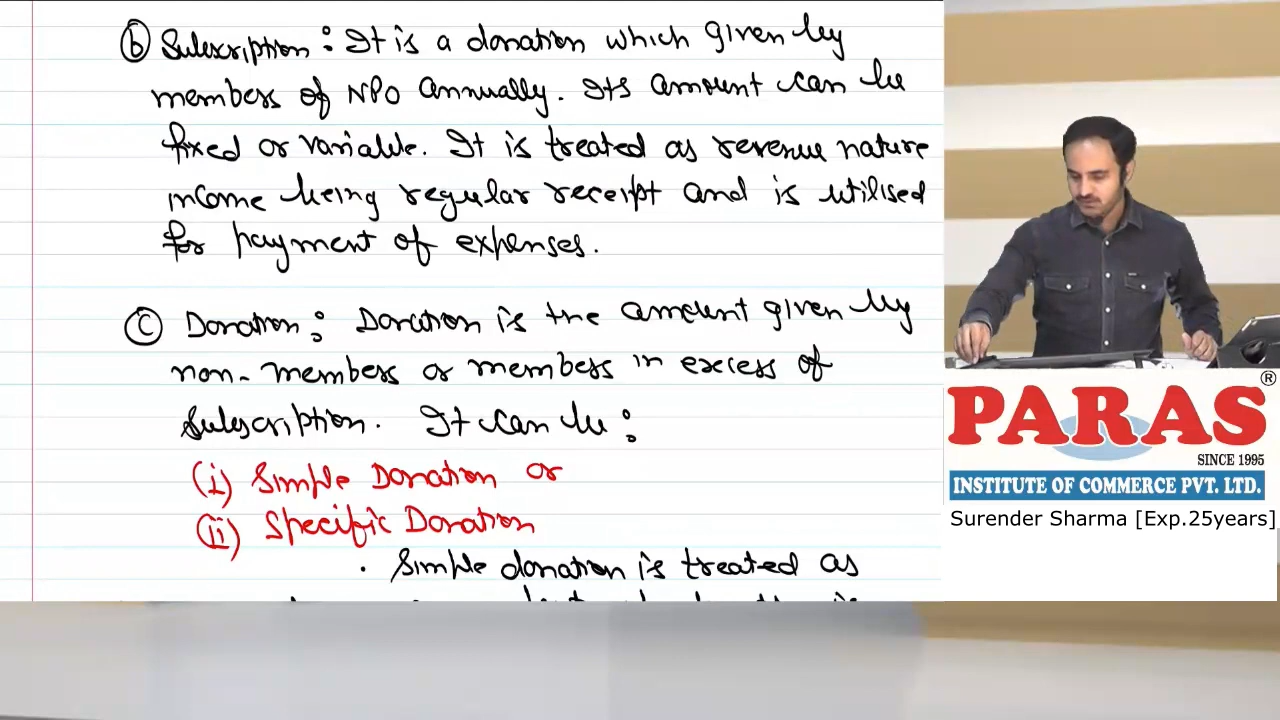 (b) Subscription: It is a donation which given by
members of NPO annually. Its amount can be
fixed or variable. It is treated as revenue nature
income being regular receipt and is utilised
for payment of expenses.
(c) Donation: Donation is the amount given by
non-members or members in excess of
Subscription. It can be:
(i) Simple Donation or
(ii) Specific Donation
. Simple donation is treated as
PARAS ®
SINCE 1995
INSTITUTE OF COMMERCE PVT. LTD.
Surender Sharma [Exp.25years]